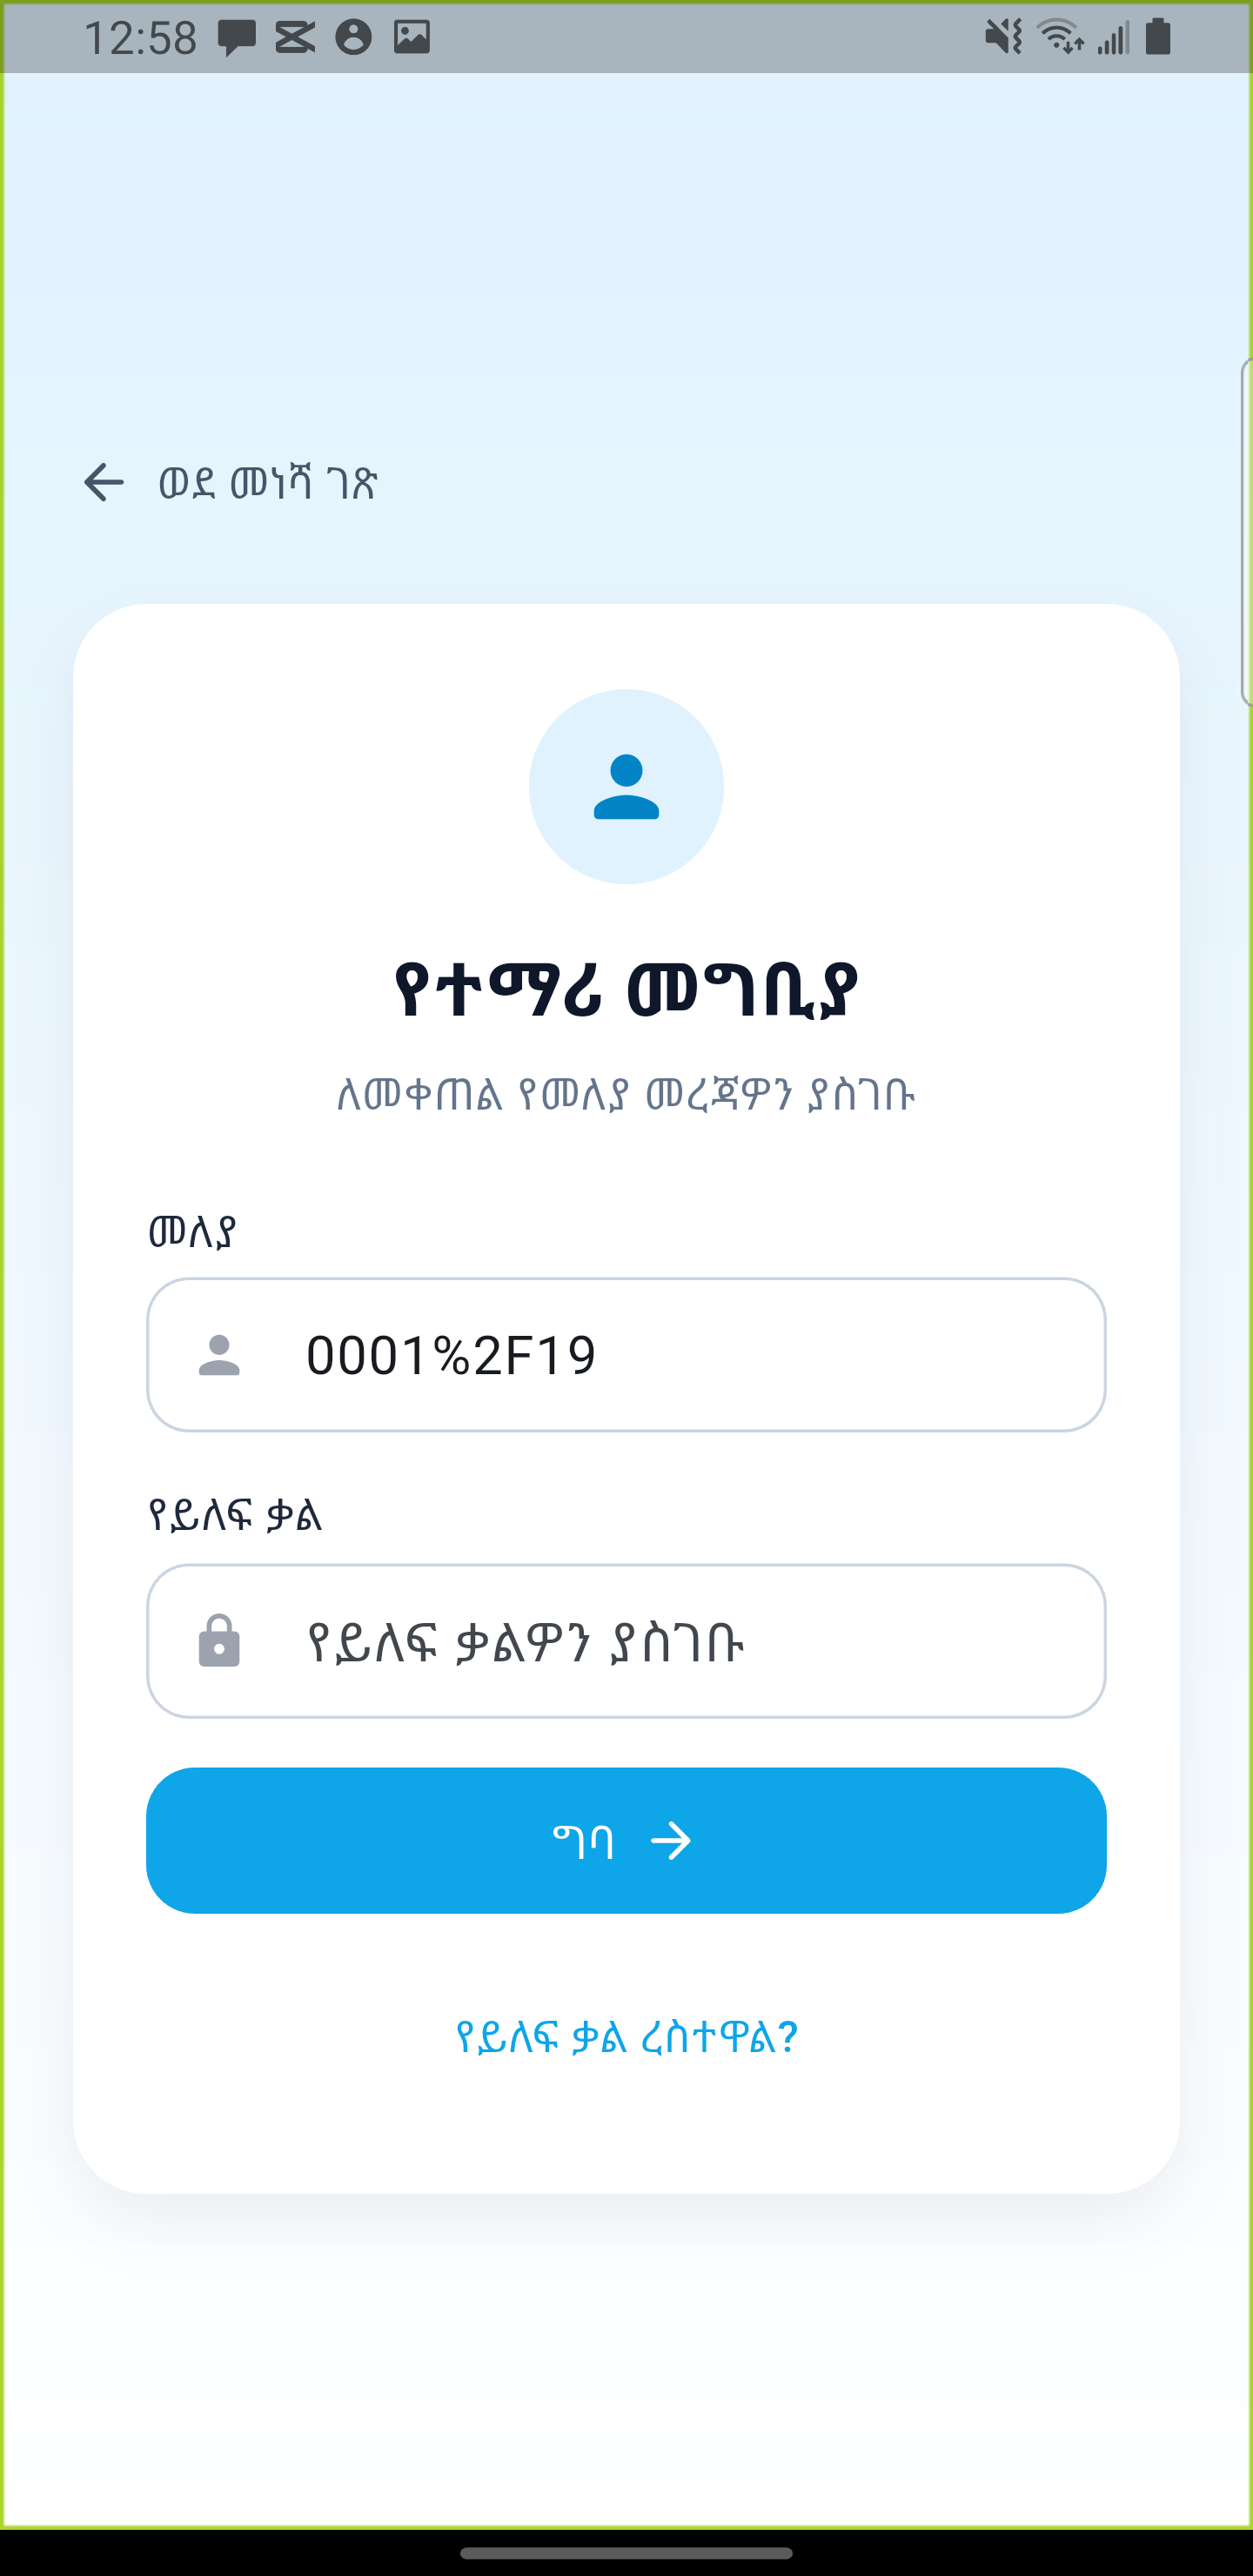 12:58
ወደ መነሻ ገጽ
የተማሪ መግቢያ
ለመቀጠል የመለያ መረጃዎን ያስገቡ
መለያ
0001%2F19
የይለፍ ቃል
የይለፍ ቃልዎን ያስገቡ
ግባ
የይለፍ ቃል ረስተዋል?